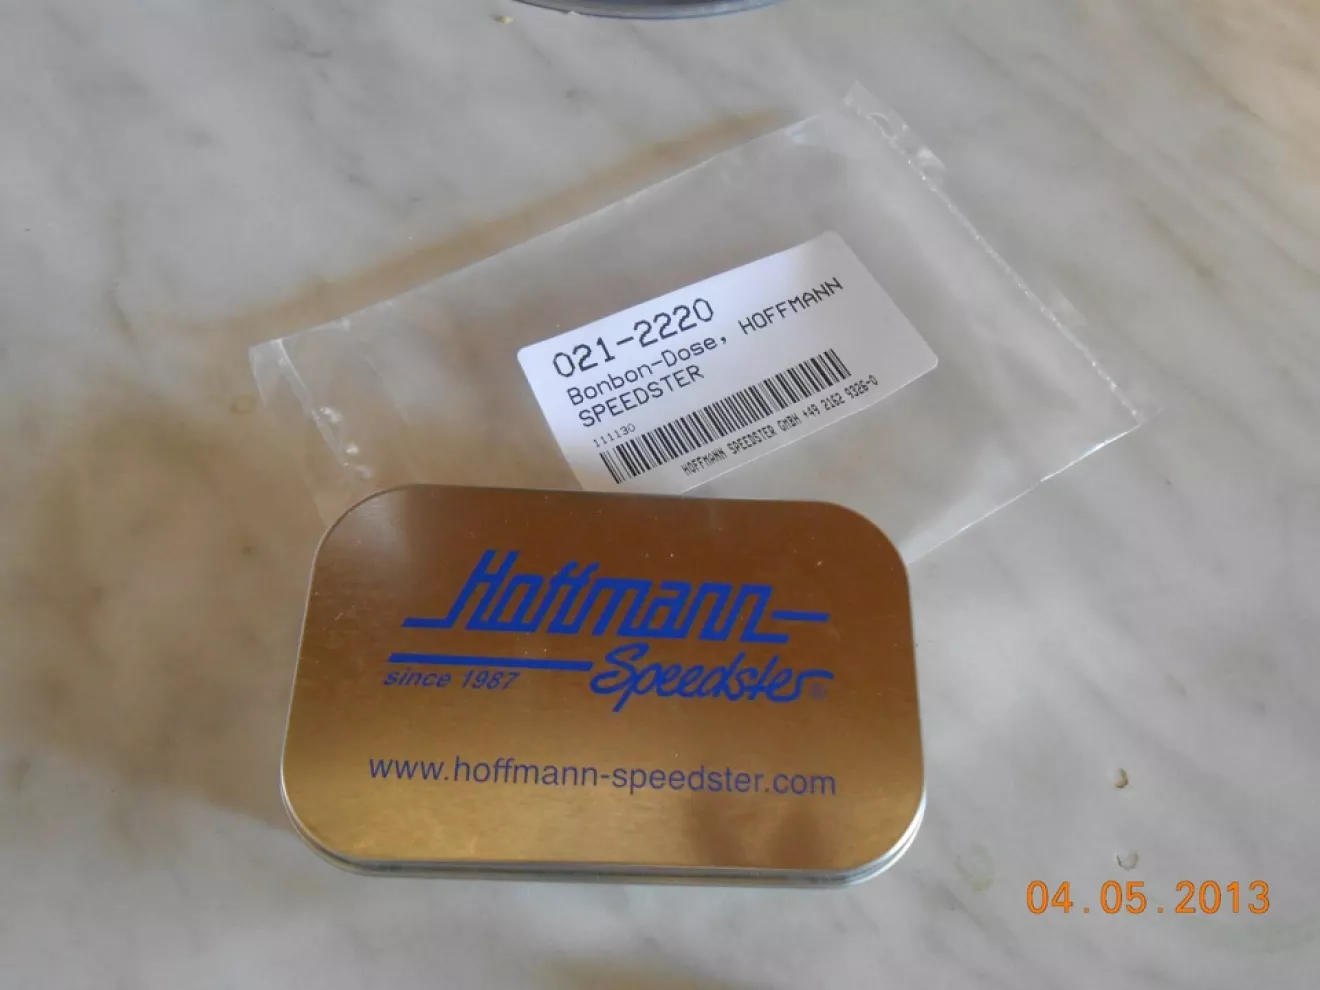 021-2220
Bonbon-Dose, HOFFMANN
SPEEDSTER
111130
HOFFMANN SPEEDSTER GMBH +49 2162 9326-0
Hoffmann
Speedster®
since 1987
www.hoffmann-speedster.com
04.05.2013